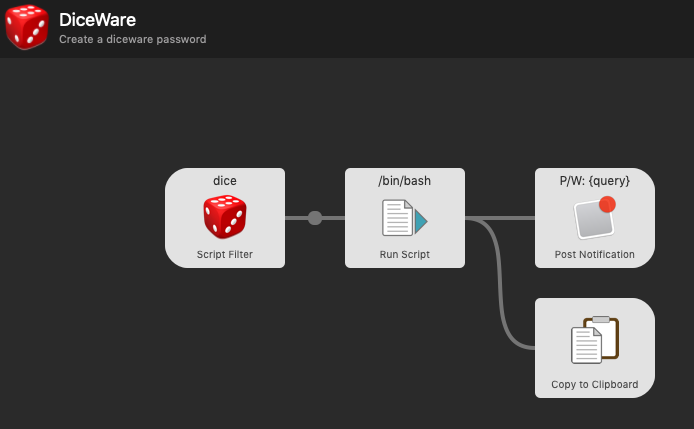 DiceWare
Create a diceware password
dice
Script Filter
/bin/bash
Run Script
P/W: {query}
Post Notification
Copy to Clipboard